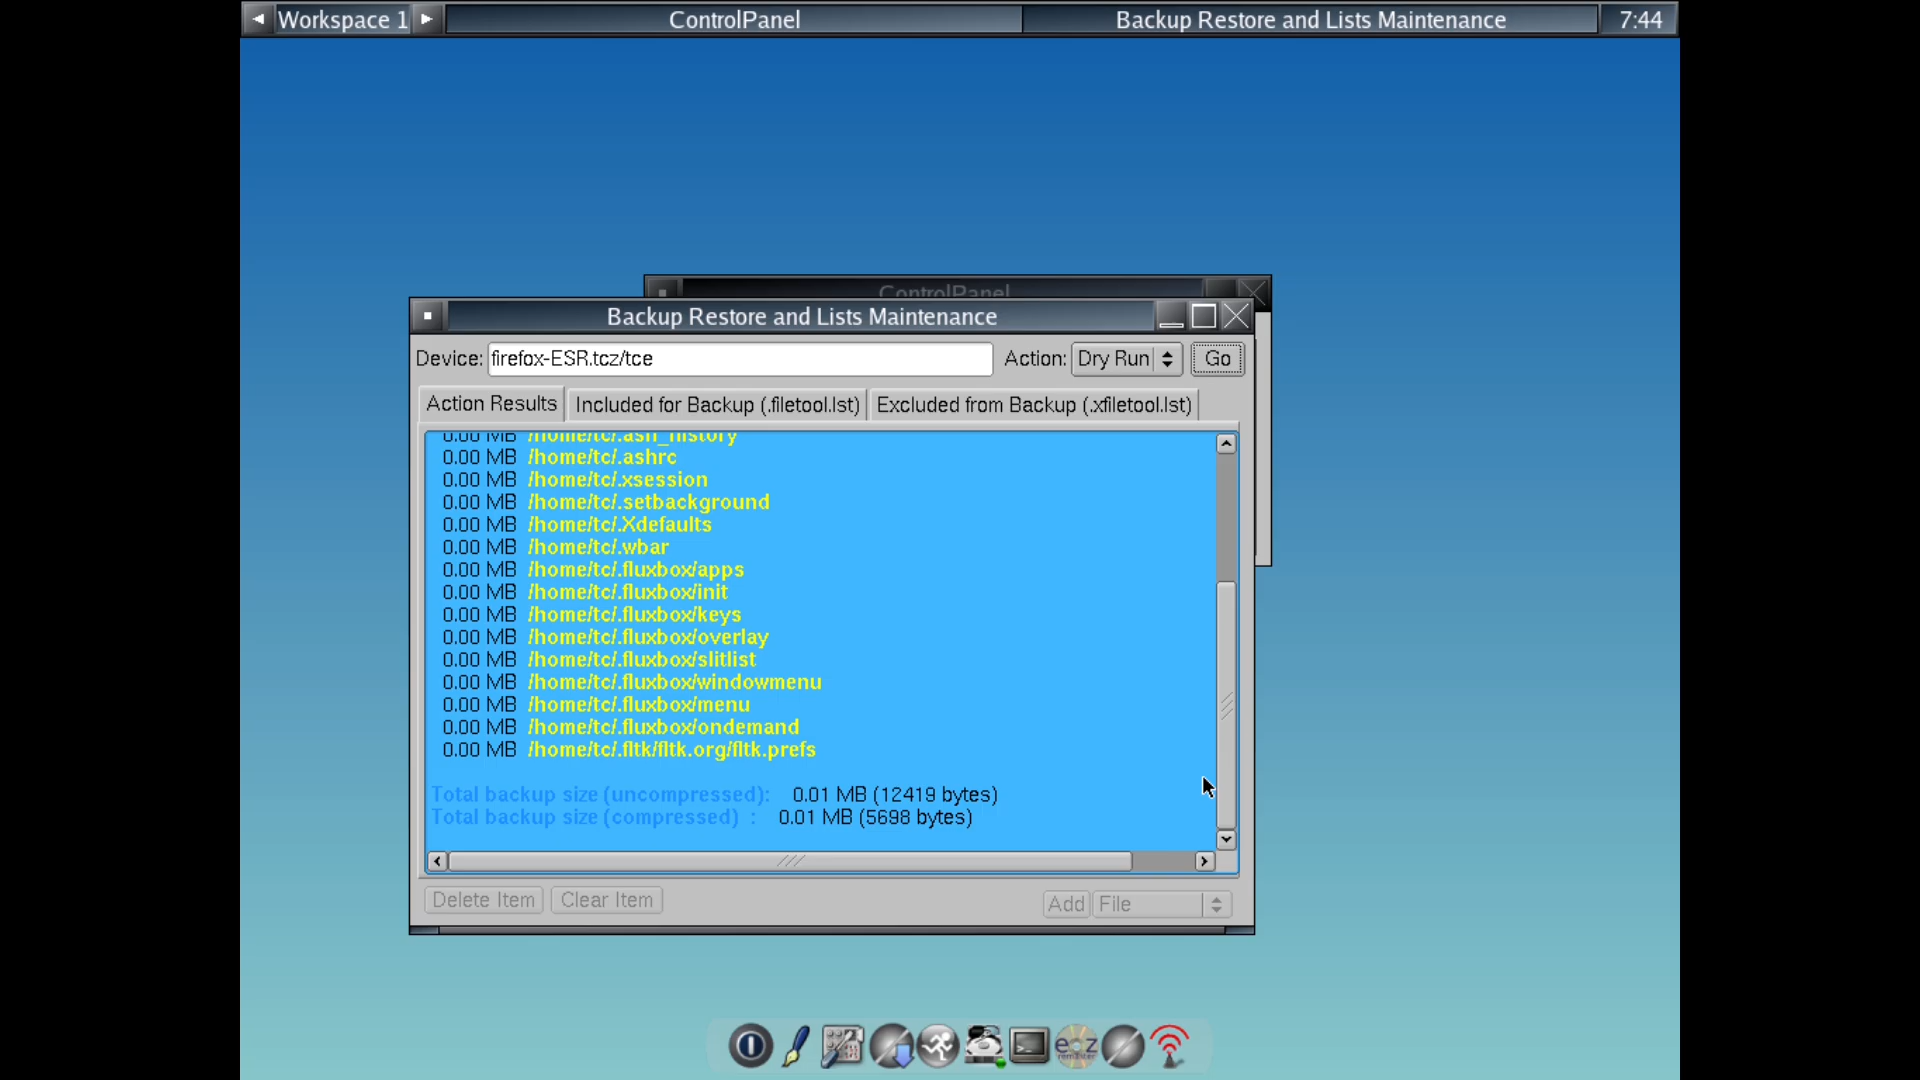 Workspace 1
ControlPanel
Backup Restore and Lists Maintenance
7:44
ControlPanel
Backup Restore and Lists Maintenance
Device: firefox-ESR.tcz/tce Action: Dry Run Go
Action Results Included for Backup (.filetool.lst) Excluded from Backup (.xfiletool.lst)
0.00 MB /home/tc/.ash_history
0.00 MB /home/tc/.ashrc
0.00 MB /home/tc/.xsession
0.00 MB /home/tc/.setbackground
0.00 MB /home/tc/.Xdefaults
0.00 MB /home/tc/.wbar
0.00 MB /home/tc/.fluxbox/apps
0.00 MB /home/tc/.fluxbox/init
0.00 MB /home/tc/.fluxbox/keys
0.00 MB /home/tc/.fluxbox/overlay
0.00 MB /home/tc/.fluxbox/slitlist
0.00 MB /home/tc/.fluxbox/windowmenu
0.00 MB /home/tc/.fluxbox/menu
0.00 MB /home/tc/.fluxbox/ondemand
0.00 MB /home/tc/.fltk/fltk.org/fltk.prefs
Total backup size (uncompressed): 0.01 MB (12419 bytes)
Total backup size (compressed) : 0.01 MB (5698 bytes)
Delete Item Clear Item Add File